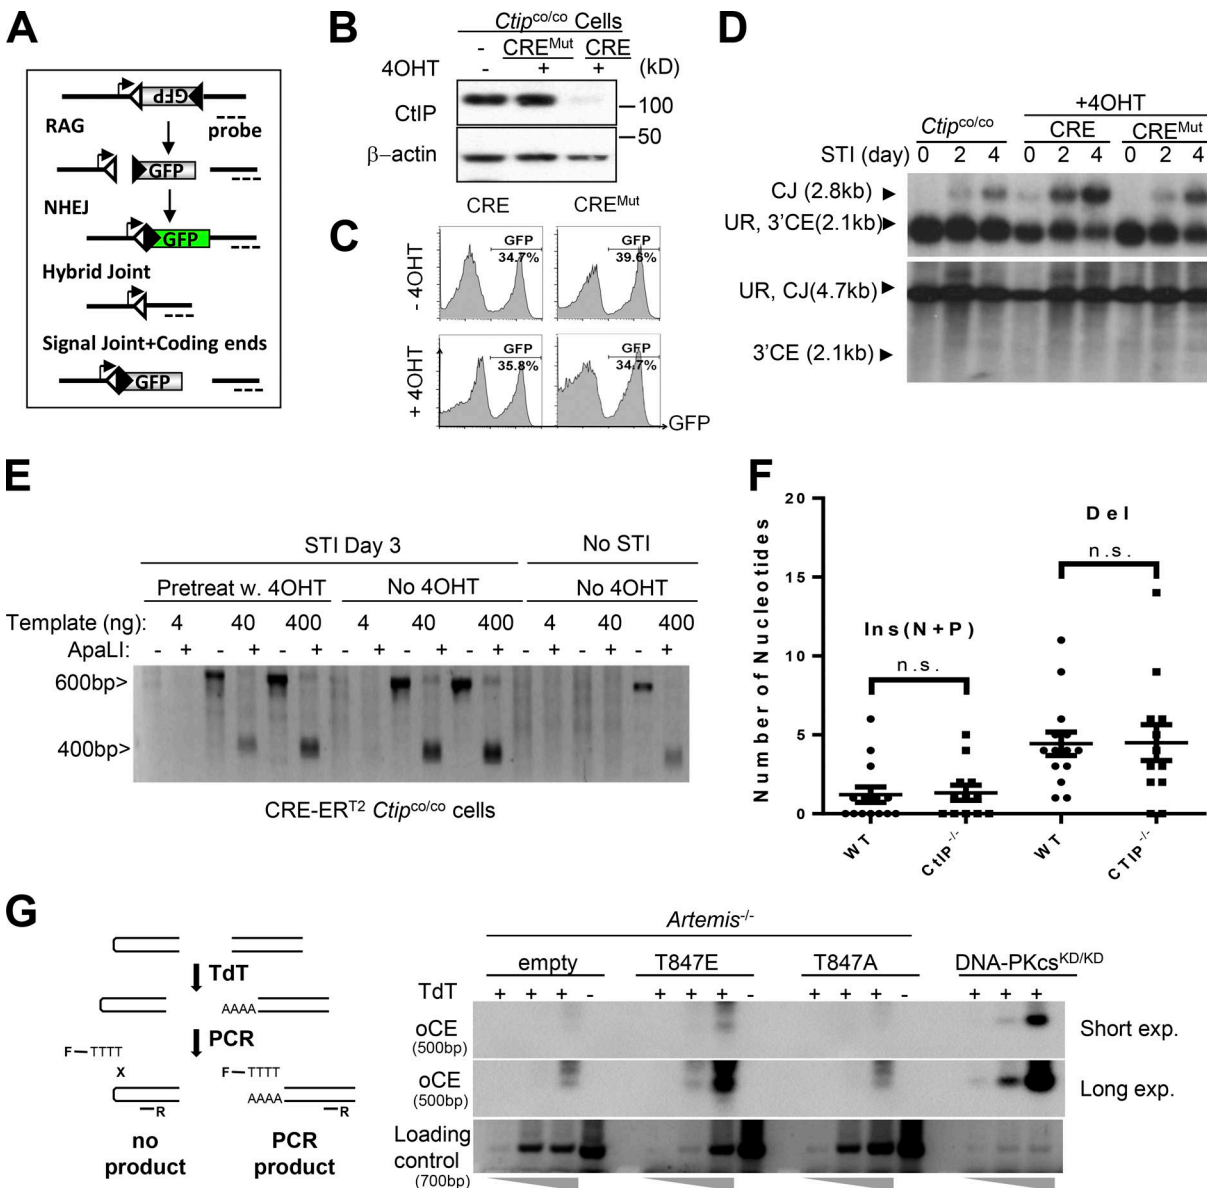 A
GFP
RAG
probe
GFP
NHEJ
GFP
Hybrid Joint
Signal Joint+Coding ends
GFP
B
Ctip^co/co Cells
- CRE^Mut CRE
4OHT - + + (kD)
CtIP
100
50
β-actin
C
CRE CRE^Mut
- 4OHT
GFP
34.7%
GFP
39.6%
+ 4OHT
GFP
35.8%
GFP
34.7%
GFP
D
+4OHT
Ctip^co/co CRE CRE^Mut
STI (day) 0 2 4 0 2 4 0 2 4
CJ (2.8kb)
UR, 3'CE(2.1kb)
UR, CJ(4.7kb)
3'CE (2.1kb)
E
STI Day 3 No STI
Pretreat w. 4OHT No 4OHT No 4OHT
Template (ng): 4 40 400 4 40 400 4 40 400
ApaLI: - + - + - + - + - + - + - + - + - +
600bp>
400bp>
CRE-ER^T2 Ctip^co/co cells
F
Number of Nucleotides
20
15
10
5
0
Ins(N+P)
n.s.
Del
n.s.
WT
CtIP^-/-
WT
CTIP^-/-
G
TdT
AAAA
PCR
F—TTTT
X
R
no
product
F—TTTT
AAAA
R
PCR
product
Artemis^-/-
empty T847E T847A DNA-PKcs^KD/KD
TdT + + + - + + + - + + + - + + +
oCE
(500bp)
Short exp.
oCE
(500bp)
Long exp.
Loading
control
(700bp)